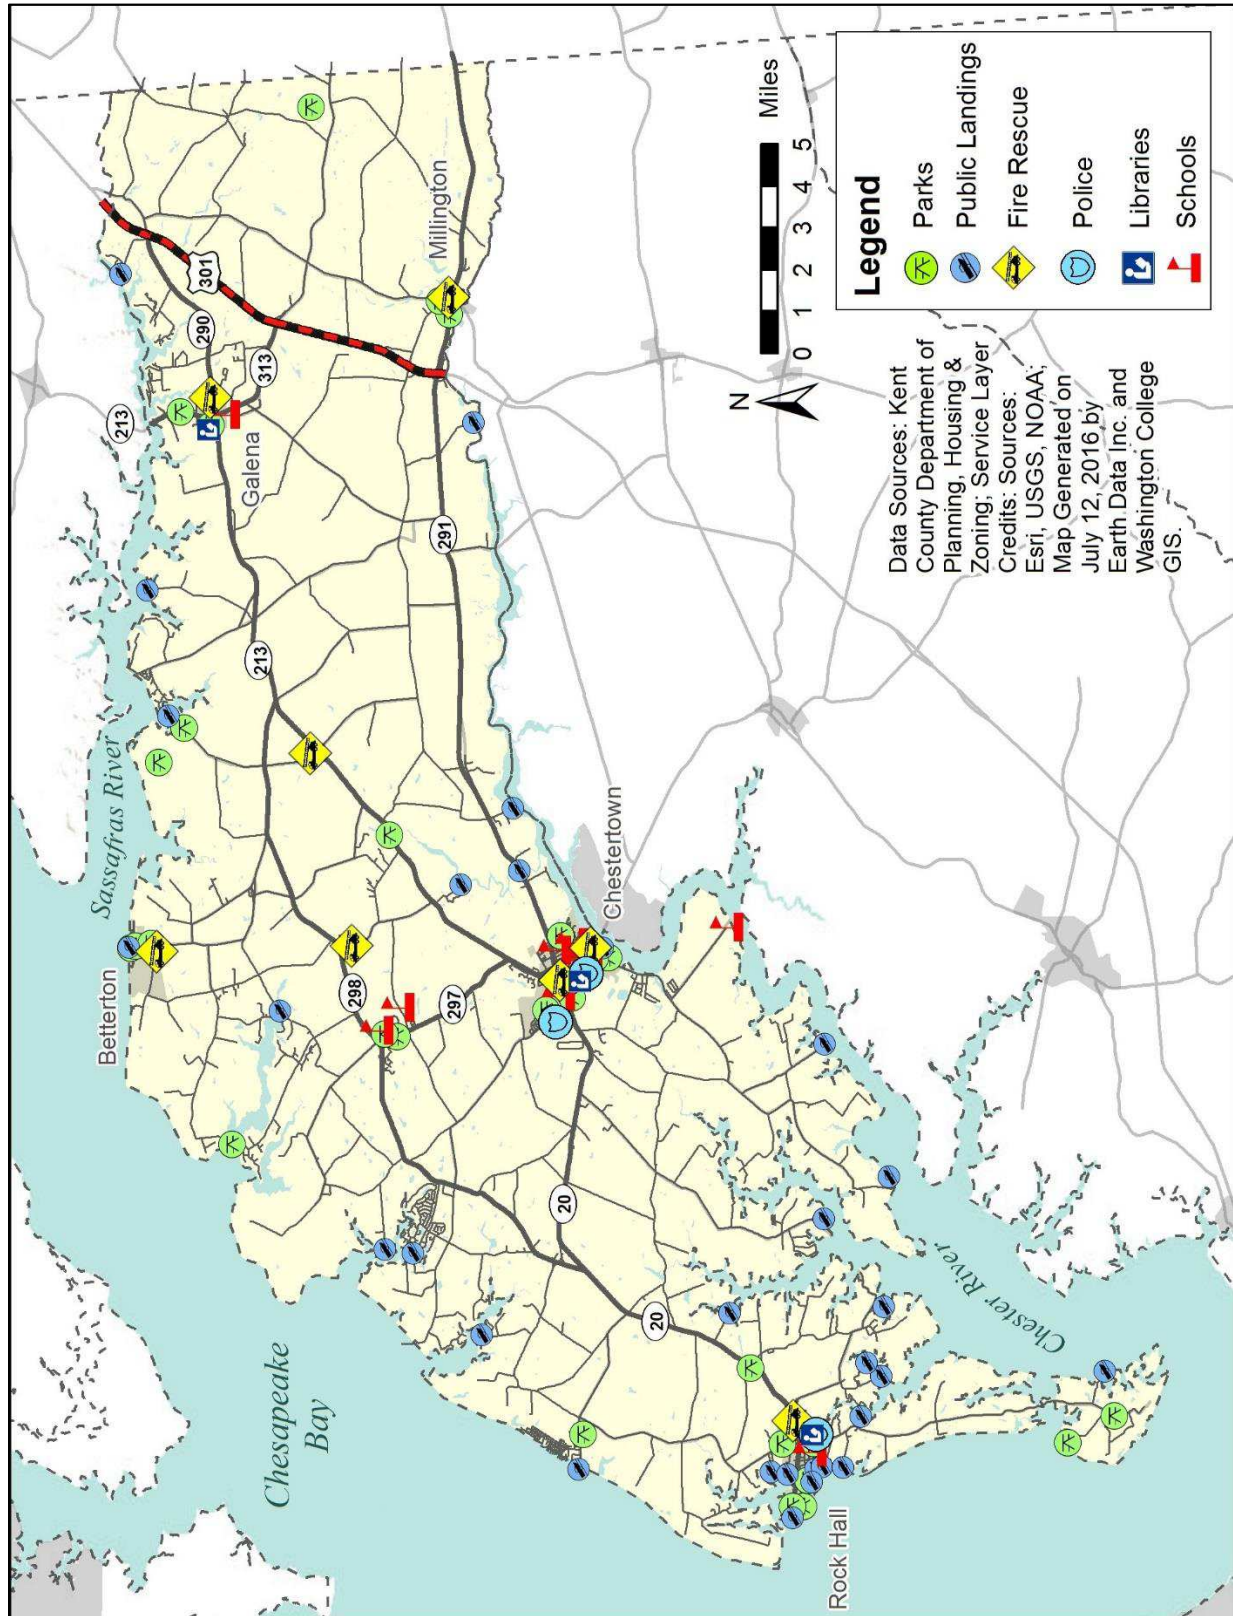 Chesapeake
Bay
Sassafras River
Chester River
Betterton
Galena
Millington
Chestertown
Rock Hall
213
290
301
313
213
291
298
297
20
20
N
0 1 2 3 4 5 Miles
Data Sources: Kent
County Department of
Planning, Housing &
Zoning; Service Layer
Credits: Sources:
Esri, USGS, NOAA;
Map Generated on
July 12, 2016 by
Earth Data Inc. and
Washington College
GIS.
Legend
Parks
Public Landings
Fire Rescue
Police
Libraries
Schools